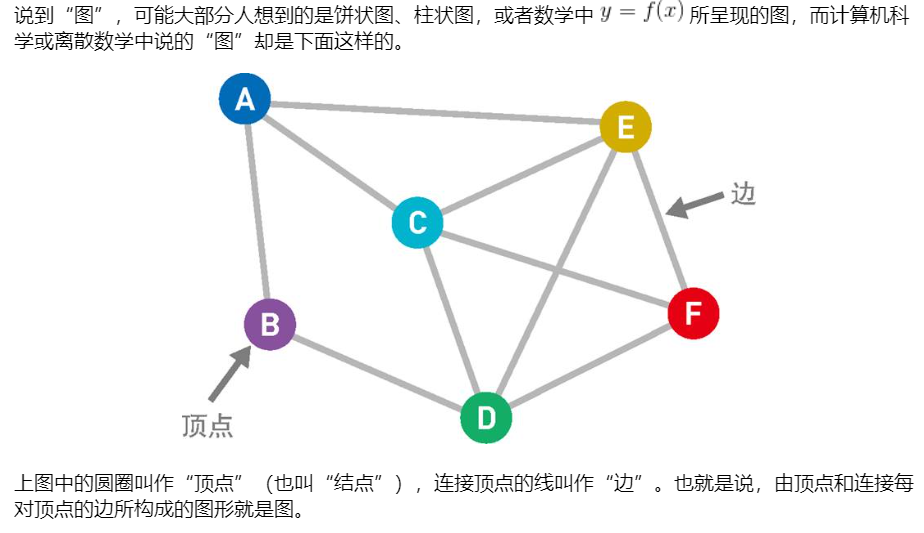 说到“图”，可能大部分人想到的是饼状图、柱状图，或者数学中 y = f(x) 所呈现的图，而计算机科
学或离散数学中说的“图”却是下面这样的。
A
E
边
C
B
F
D
顶点
上图中的圆圈叫作“顶点”（也叫“结点”），连接顶点的线叫作“边”。也就是说，由顶点和连接每
对顶点的边所构成的图形就是图。